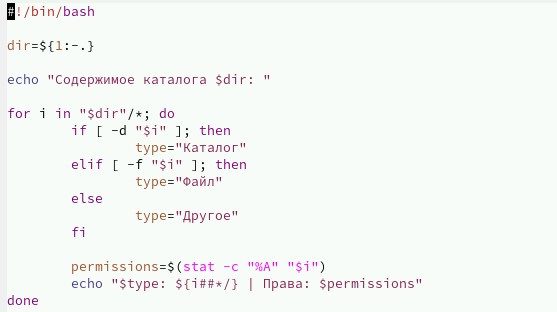 #!/bin/bash
dir=${1:-.}
echo "Содержимое каталога $dir: "
for i in "$dir"/*; do
if [ -d "$i" ]; then
type="Каталог"
elif [ -f "$i" ]; then
type="Файл"
else
type="Другое"
fi
permissions=$(stat -c "%A" "$i")
echo "$type: ${i##*/} | Права: $permissions"
done